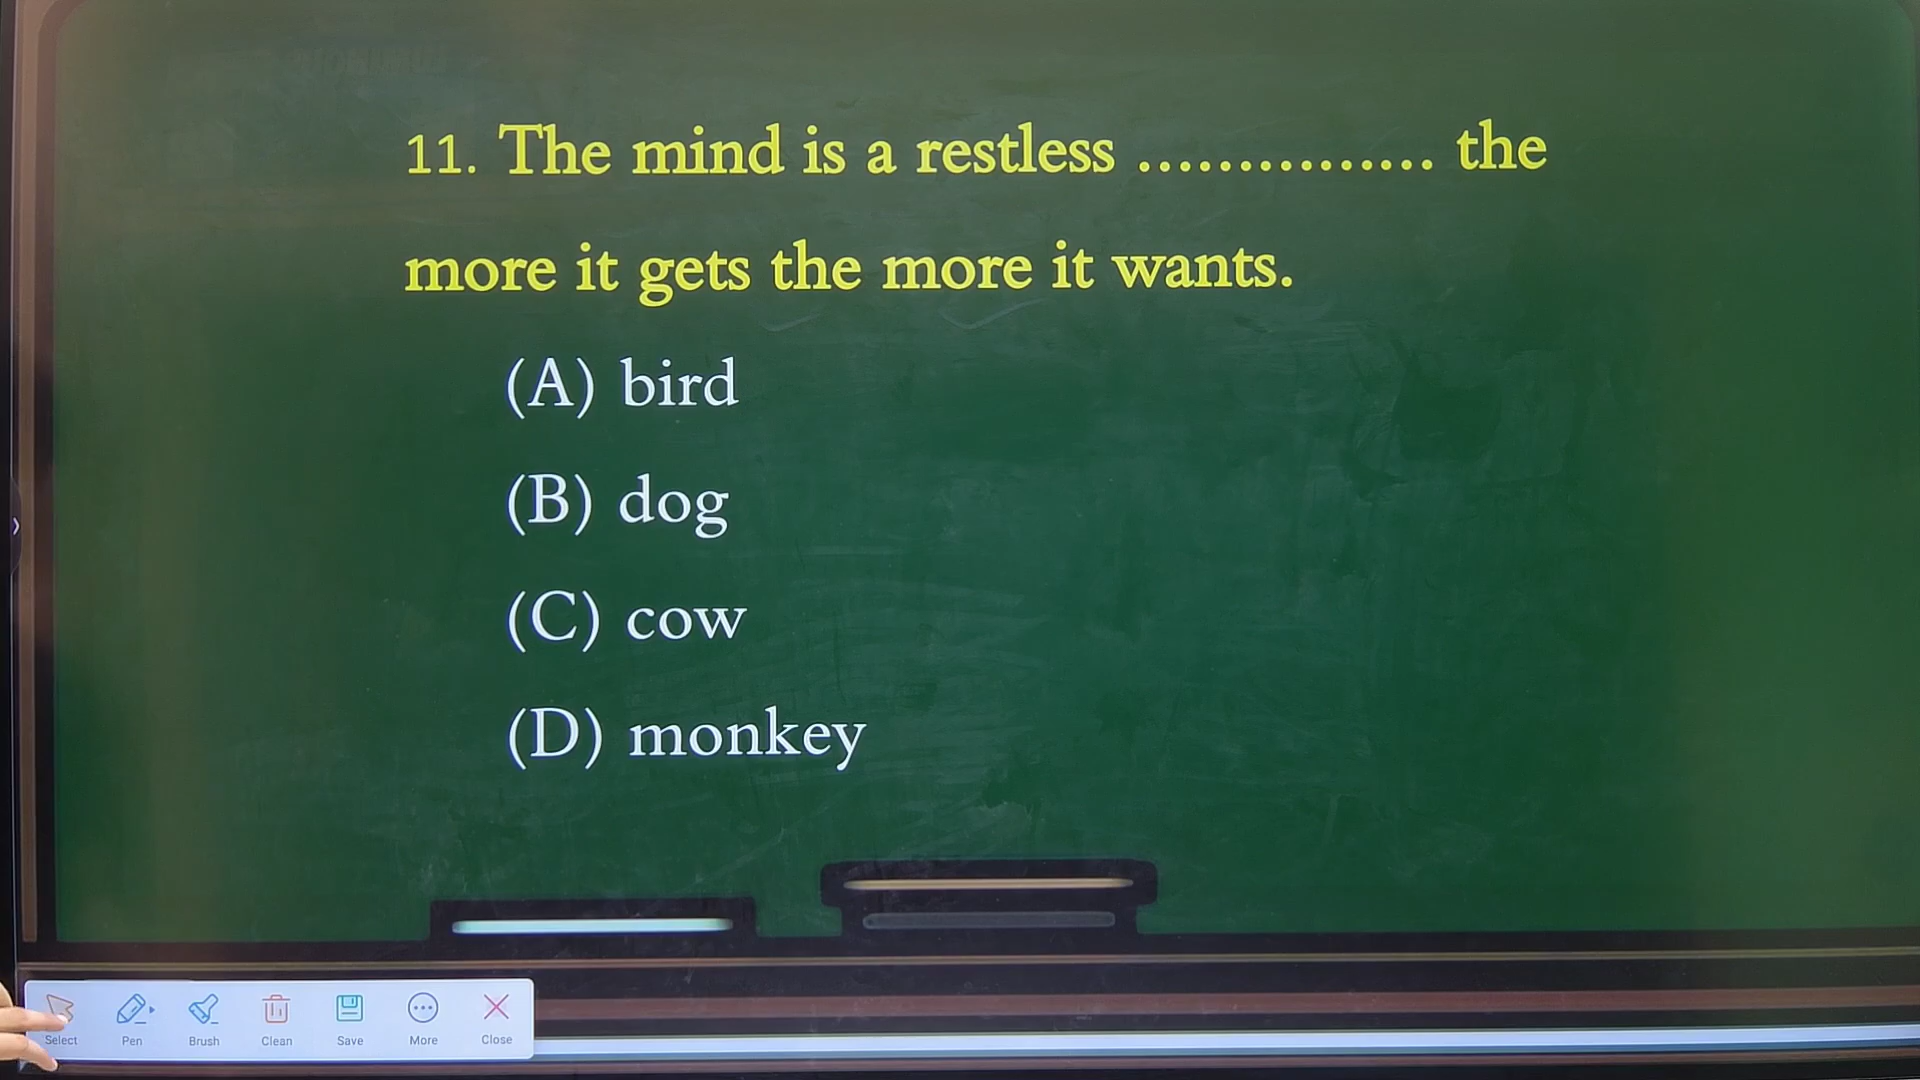 11. The mind is a restless ............... the
more it gets the more it wants.
(A) bird
(B) dog
(C) cow
(D) monkey
Select Pen Brush Clean Save More Close